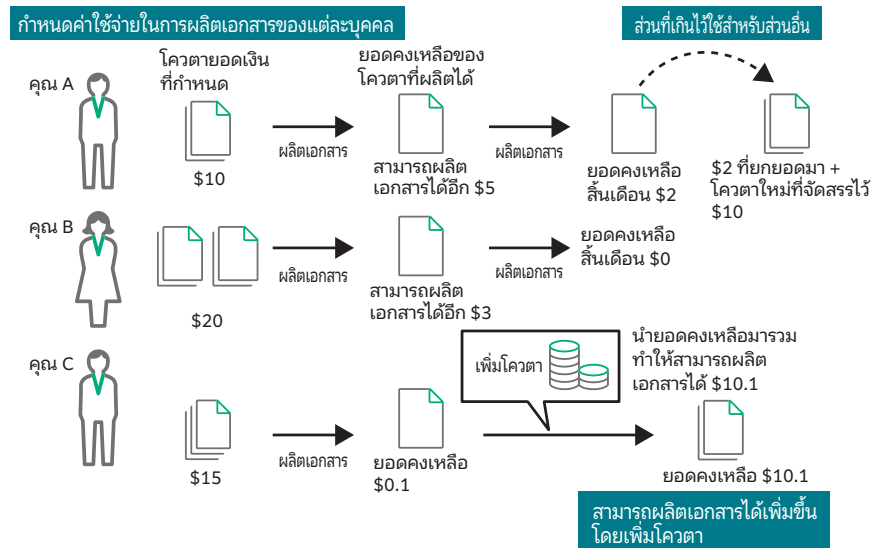 กำหนดค่าใช้จ่ายในการผลิตเอกสารของแต่ละบุคคล
ส่วนที่เกินไว้ใช้สำหรับส่วนอื่น
คุณ A
โควตายอดเงิน
ที่กำหนด
$10
ผลิตเอกสาร
ยอดคงเหลือของ
โควตาที่ผลิตได้
สามารถผลิต
เอกสารได้อีก $5
ผลิตเอกสาร
ยอดคงเหลือ
สิ้นเดือน $2
$2 ที่ยกยอดมา +
โควตาใหม่ที่จัดสรรไว้
$10
คุณ B
$20
ผลิตเอกสาร
สามารถผลิต
เอกสารได้อีก $3
ผลิตเอกสาร
ยอดคงเหลือ
สิ้นเดือน $0
คุณ C
$15
ผลิตเอกสาร
ยอดคงเหลือ
$0.1
เพิ่มโควตา
นำยอดคงเหลือมารวม
ทำให้สามารถผลิต
เอกสารได้ $10.1
ยอดคงเหลือ $10.1
สามารถผลิตเอกสารได้เพิ่มขึ้น
โดยเพิ่มโควตา